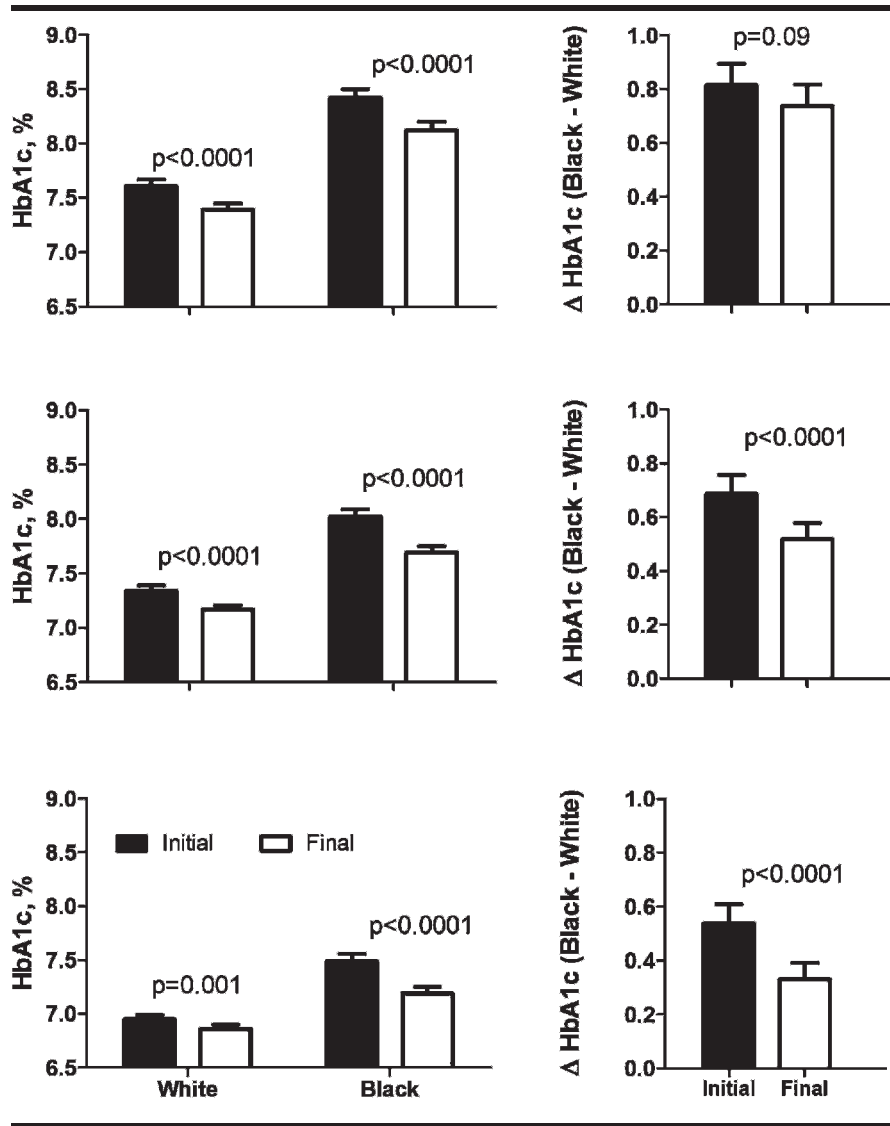 HbA1c, %
9.0
8.5
8.0
7.5
7.0
6.5
p<0.0001
p<0.0001
Δ HbA1c (Black - White)
1.0
0.8
0.6
0.4
0.2
0.0
p=0.09
HbA1c, %
9.0
8.5
8.0
7.5
7.0
6.5
p<0.0001
p<0.0001
Δ HbA1c (Black - White)
1.0
0.8
0.6
0.4
0.2
0.0
p<0.0001
HbA1c, %
9.0
8.5
8.0
7.5
7.0
6.5
Initial Final
p=0.001
p<0.0001
White Black
Δ HbA1c (Black - White)
1.0
0.8
0.6
0.4
0.2
0.0
p<0.0001
Initial Final